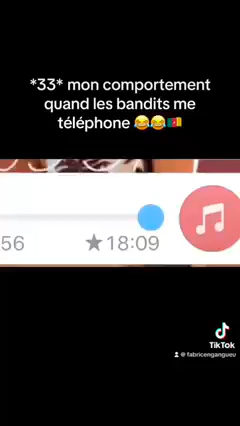 *33* mon comportement
quand les bandits me
téléphone 😂😂🇨🇲
56
★18:09
TikTok
@ fabricengangueu